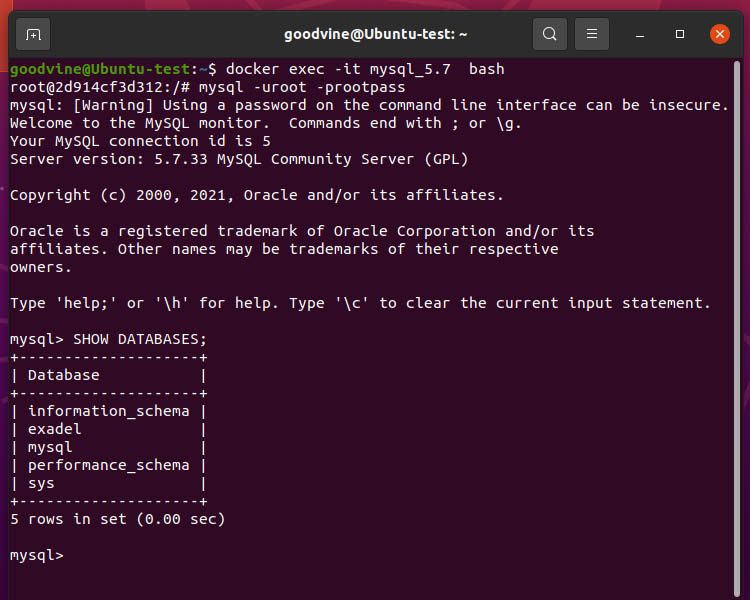 goodvine@Ubuntu-test: ~
goodvine@Ubuntu-test:~$ docker exec -it mysql_5.7  bash
root@2d914cf3d312:/# mysql -uroot -prootpass
mysql: [Warning] Using a password on the command line interface can be insecure.
Welcome to the MySQL monitor.  Commands end with ; or \g.
Your MySQL connection id is 5
Server version: 5.7.33 MySQL Community Server (GPL)

Copyright (c) 2000, 2021, Oracle and/or its affiliates.

Oracle is a registered trademark of Oracle Corporation and/or its
affiliates. Other names may be trademarks of their respective
owners.

Type 'help;' or '\h' for help. Type '\c' to clear the current input statement.

mysql> SHOW DATABASES;
+--------------------+
| Database           |
+--------------------+
| information_schema |
| exadel             |
| mysql              |
| performance_schema |
| sys                |
+--------------------+
5 rows in set (0.00 sec)

mysql>